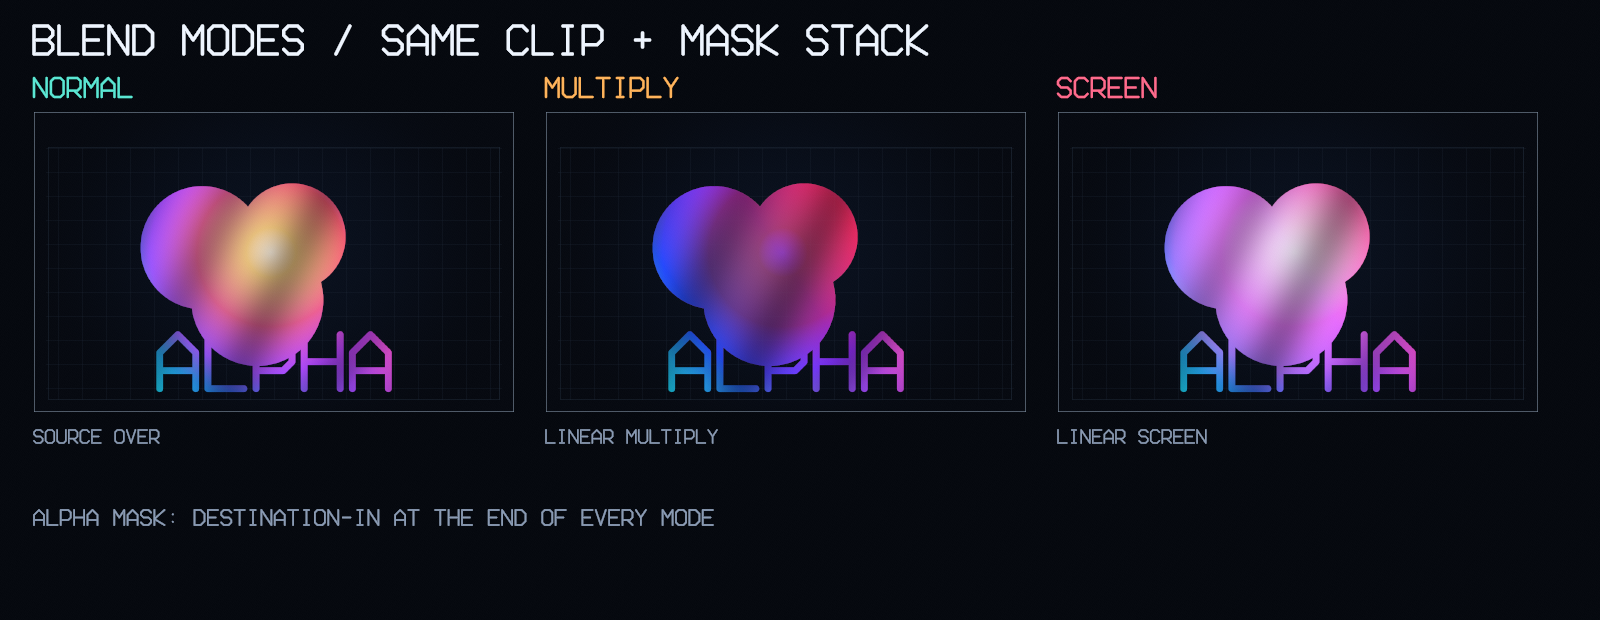 BLEND MODES / SAME CLIP + MASK STACK
NORMAL
MULTIPLY
SCREEN
ALPHA
ALPHA
ALPHA
SOURCE OVER
LINEAR MULTIPLY
LINEAR SCREEN
ALPHA MASK: DESTINATION-IN AT THE END OF EVERY MODE